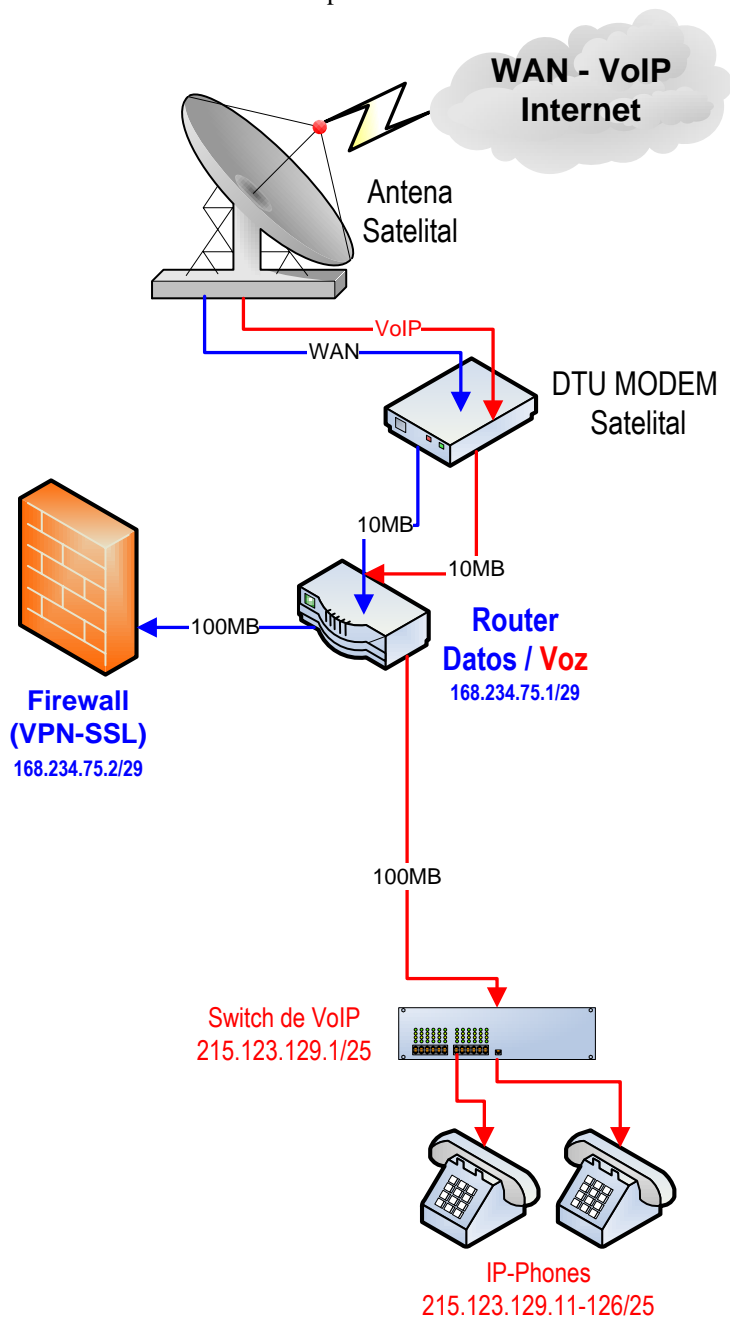 WAN - VoIP
Internet
Antena
Satelital
VoIP
WAN
DTU MODEM
Satelital
10MB
10MB
100MB
Router
Datos / Voz
168.234.75.1/29
Firewall
(VPN-SSL)
168.234.75.2/29
100MB
Switch de VoIP
215.123.129.1/25
IP-Phones
215.123.129.11-126/25